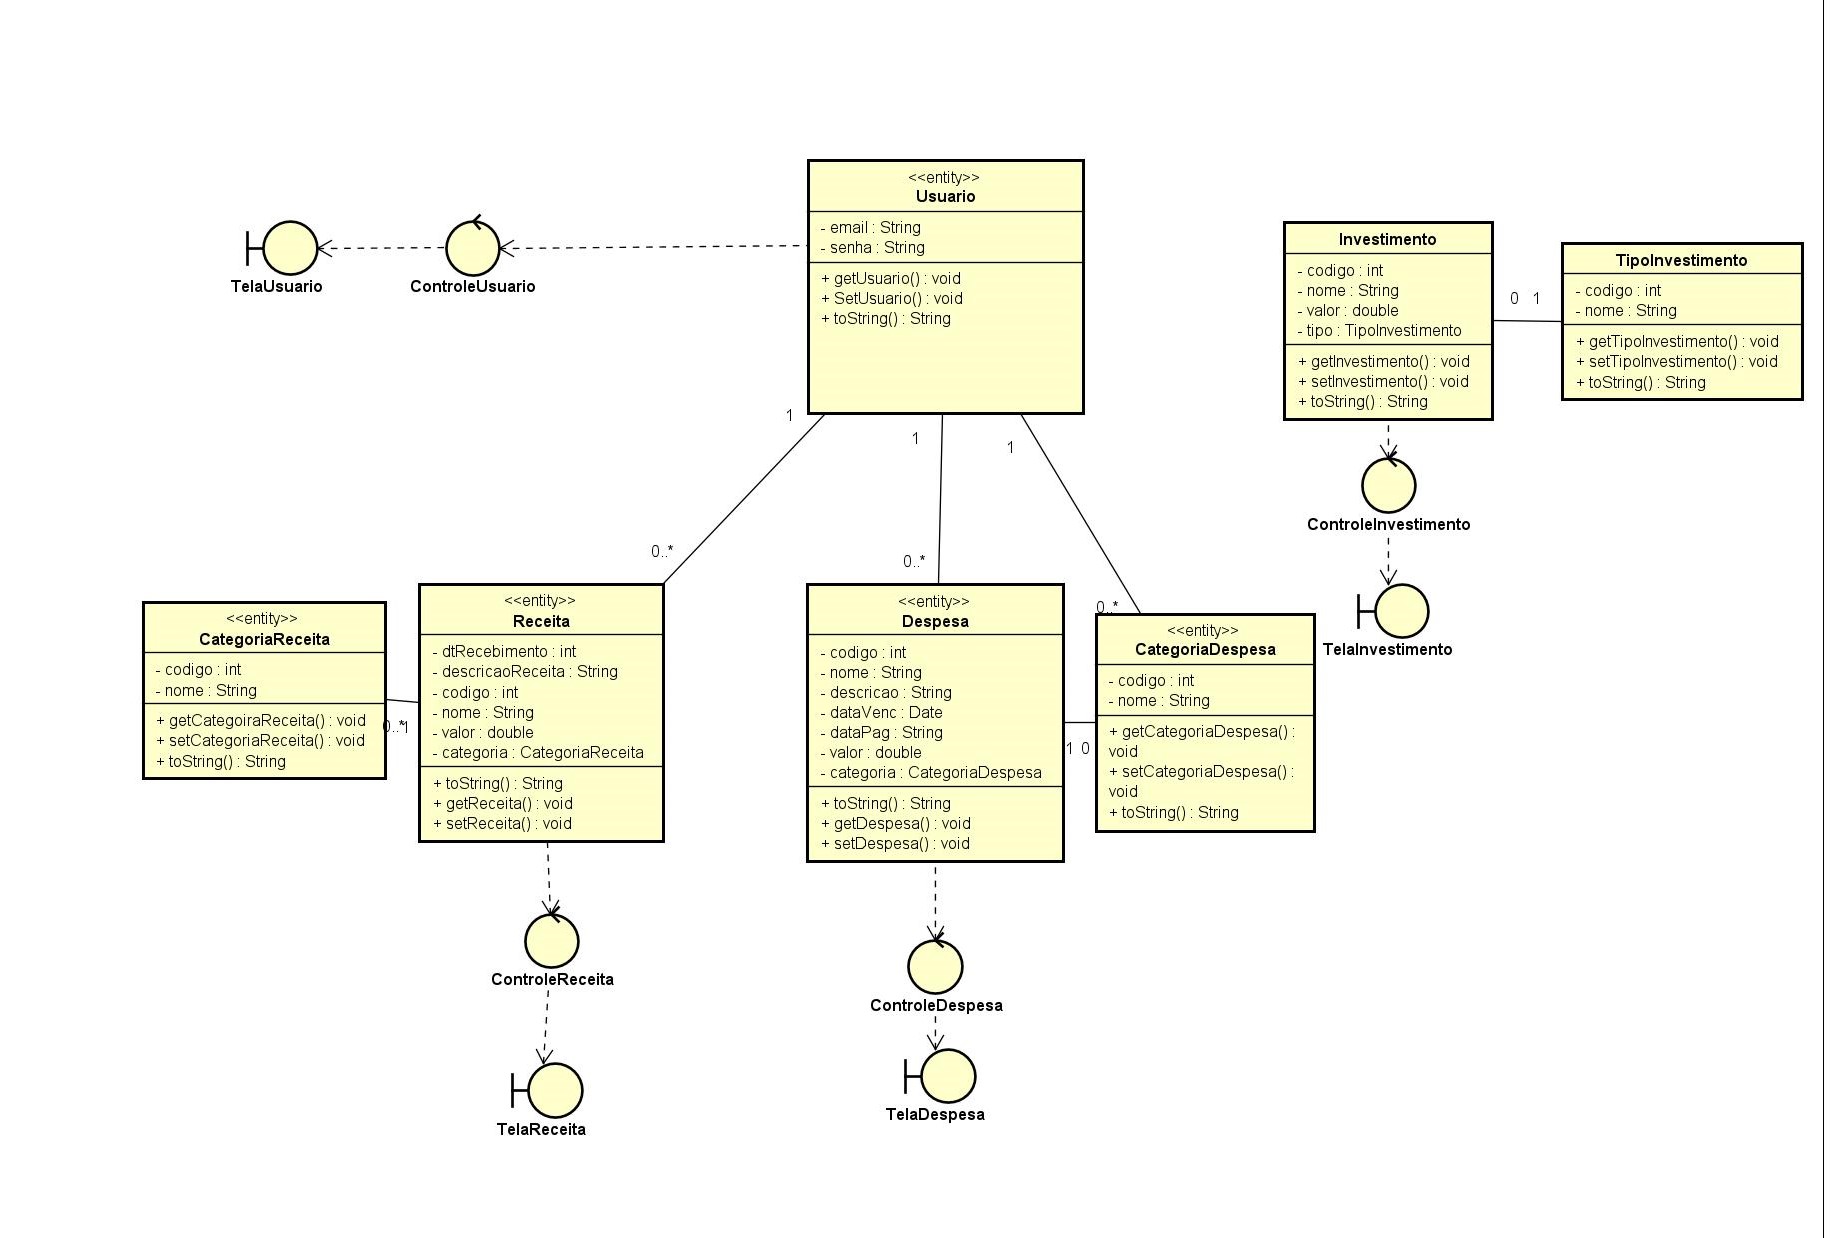 <<entity>>
Usuario
- email : String
- senha : String
+ getUsuario() : void
+ SetUsuario() : void
+ toString() : String
TelaUsuario
ControleUsuario
Investimento
- codigo : int
- nome : String
- valor : double
- tipo : TipoInvestimento
+ getInvestimento() : void
+ setInvestimento() : void
+ toString() : String
0 1
TipoInvestimento
- codigo : int
- nome : String
+ getTipoInvestimento() : void
+ setTipoInvestimento() : void
+ toString() : String
ControleInvestimento
TelaInvestimento
1
1
1
0..*
0..*
0..*
<<entity>>
CategoriaReceita
- codigo : int
- nome : String
+ getCategoiraReceita() : void
+ setCategoriaReceita() : void
+ toString() : String
0..*1
<<entity>>
Receita
- dtRecebimento : int
- descricaoReceita : String
- codigo : int
- nome : String
- valor : double
- categoria : CategoriaReceita
+ toString() : String
+ getReceita() : void
+ setReceita() : void
<<entity>>
Despesa
- codigo : int
- nome : String
- descricao : String
- dataVenc : Date
- dataPag : String
- valor : double
- categoria : CategoriaDespesa
+ toString() : String
+ getDespesa() : void
+ setDespesa() : void
1 0
<<entity>>
CategoriaDespesa
- codigo : int
- nome : String
+ getCategoriaDespesa() :
void
+ setCategoriaDespesa() :
void
+ toString() : String
ControleReceita
TelaReceita
ControleDespesa
TelaDespesa